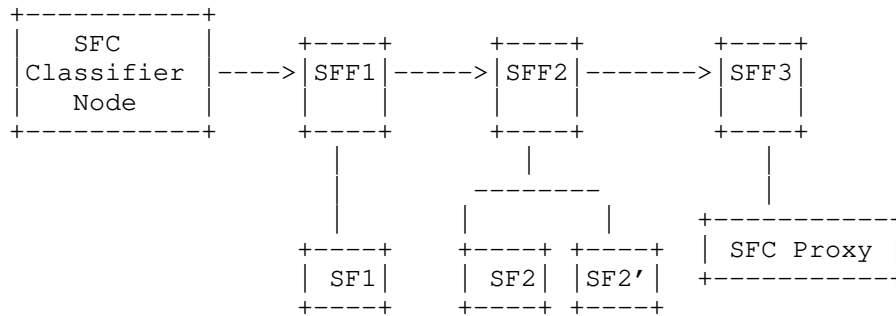 SFC
Classifier ---->SFF1----->SFF2------->SFF3
Node
SF1 SF2 SF2' SFC Proxy